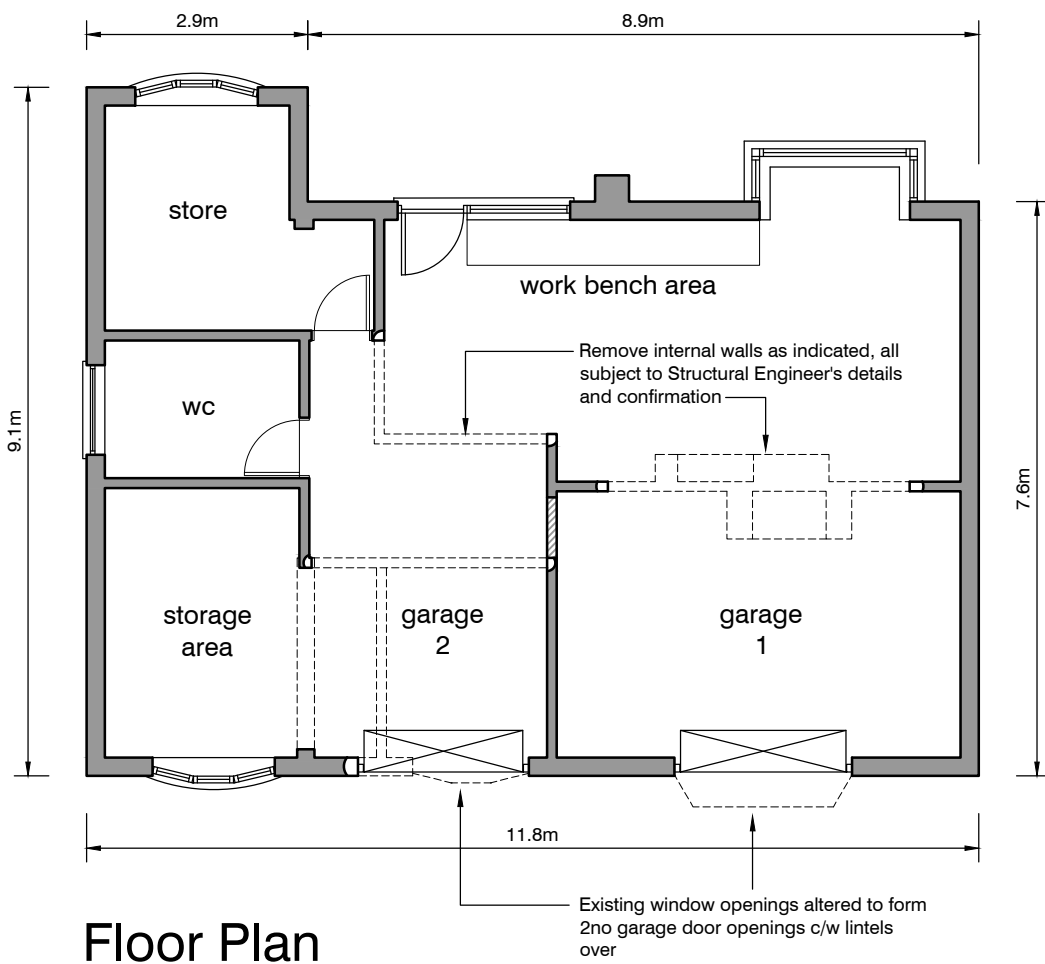 2.9m
8.9m
store
work bench area
Remove internal walls as indicated, all
subject to Structural Engineer's details
and confirmation
wc
9.1m
7.6m
storage
area
garage
2
garage
1
11.8m
Existing window openings altered to form
2no garage door openings c/w lintels
over
Floor Plan